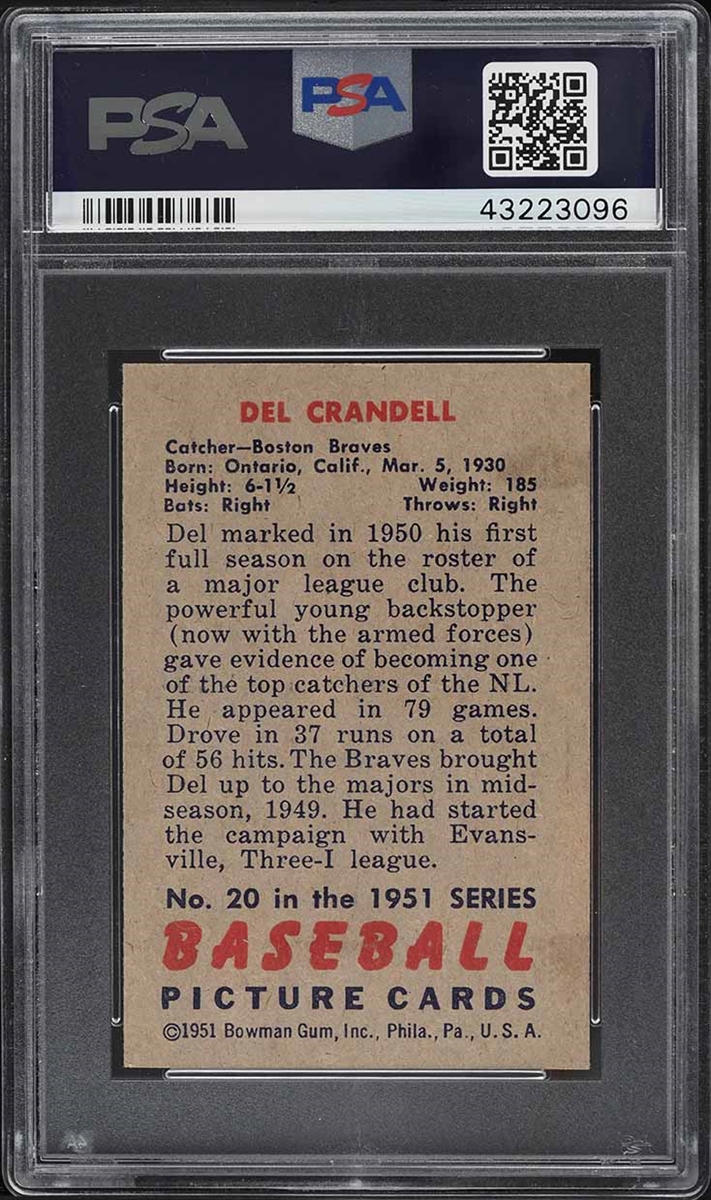 PSA
PSA
43223096
DEL CRANDELL
Catcher—Boston Braves
Born: Ontario, Calif., Mar. 5, 1930
Height: 6-1½ Weight: 185
Bats: Right Throws: Right
Del marked in 1950 his first
full season on the roster of
a major league club. The
powerful young backstopper
(now with the armed forces)
gave evidence of becoming one
of the top catchers of the NL.
He appeared in 79 games.
Drove in 37 runs on a total
of 56 hits. The Braves brought
Del up to the majors in mid-
season, 1949. He had started
the campaign with Evans-
ville, Three-I league.
No. 20 in the 1951 SERIES
BASEBALL
PICTURE CARDS
©1951 Bowman Gum, Inc., Phila., Pa., U. S. A.